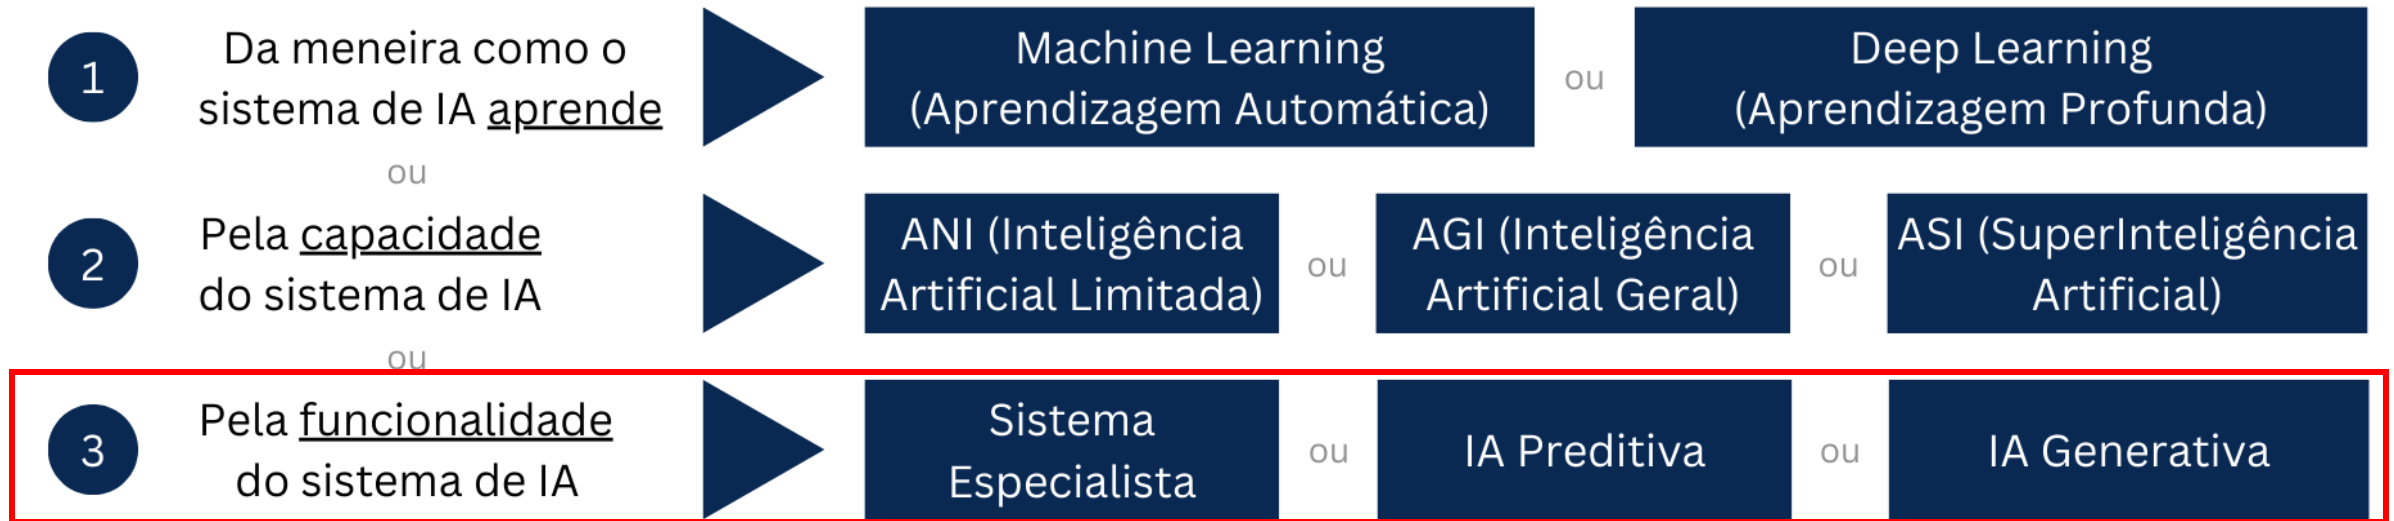 1
Da meneira como o
sistema de IA aprende
Machine Learning
(Aprendizagem Automática)
ou
Deep Learning
(Aprendizagem Profunda)
ou
2
Pela capacidade
do sistema de IA
ANI (Inteligência
Artificial Limitada)
ou
AGI (Inteligência
Artificial Geral)
ou
ASI (SuperInteligência
Artificial)
ou
3
Pela funcionalidade
do sistema de IA
Sistema
Especialista
ou
IA Preditiva
ou
IA Generativa